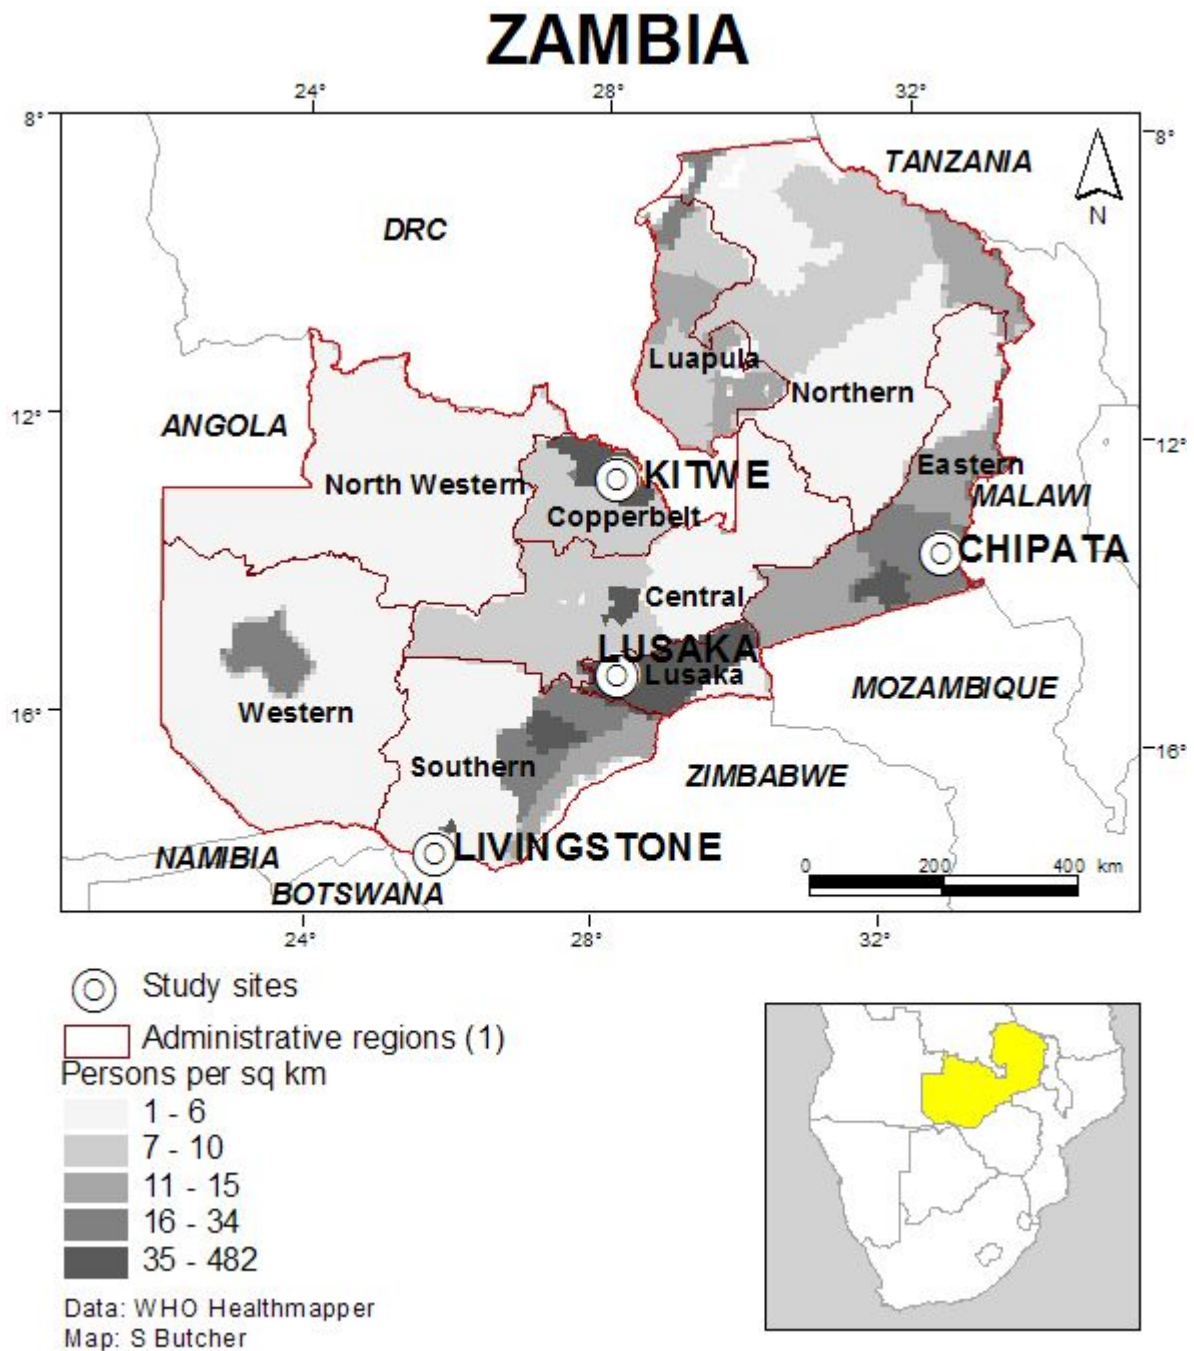 ZAMBIA
24° 28° 32°
8° 8°
TANZANIA
N
DRC
Luapula
Northern
12° 12°
ANGOLA
Eastern
North Western
KITWE
MALAWI
Copperbelt
CHIPATA
Central
LUSAKA
Lusaka
MOZAMBIQUE
Western
16° 16°
Southern
ZIMBABWE
LIVINGSTONE
NAMIBIA
BOTSWANA
0 200 400 km
24° 28° 32°
Study sites
Administrative regions (1)
Persons per sq km
1 - 6
7 - 10
11 - 15
16 - 34
35 - 482
Data: WHO Healthmapper
Map: S Butcher